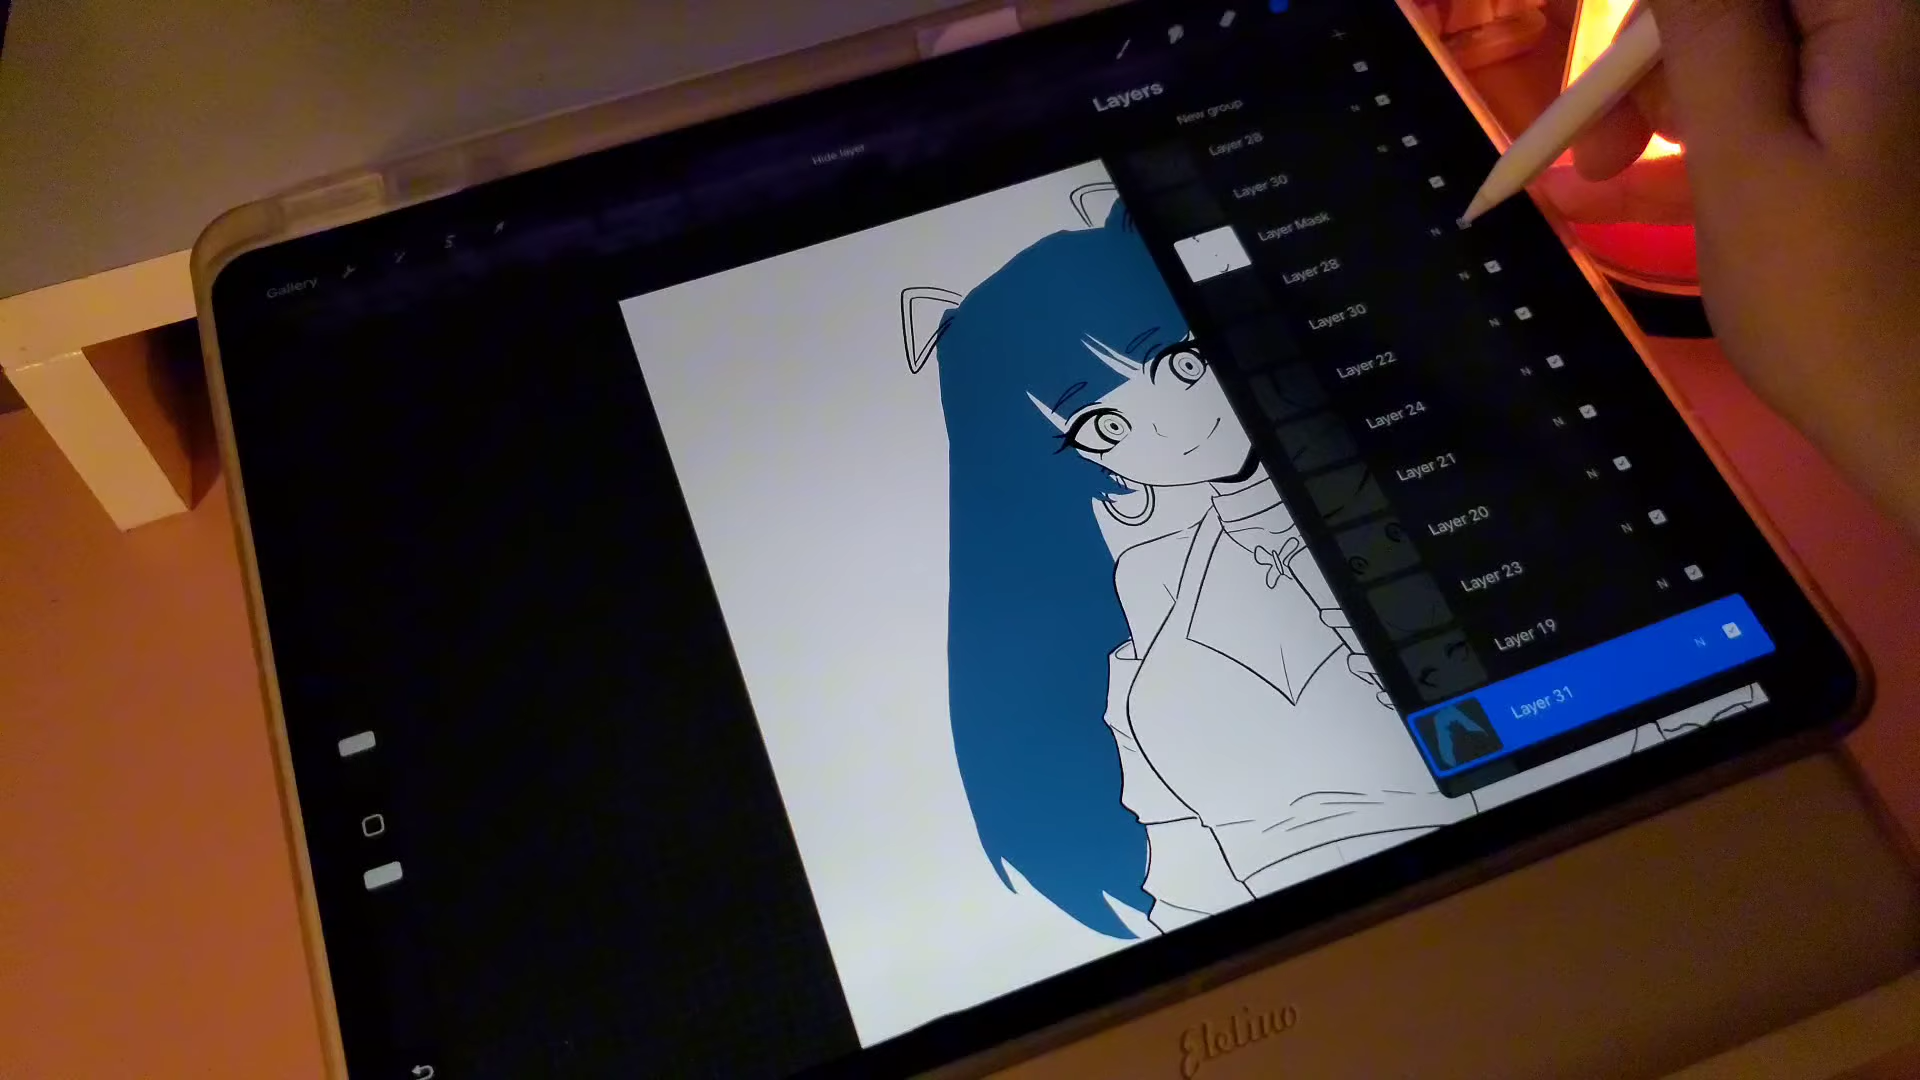 Layers
New group
Hide layer
Layer 28
N
Layer 30
N
Layer Mask
Layer 28
N
Gallery
Layer 30
N
Layer 22
N
Layer 24
N
Layer 21
N
Layer 20
N
Layer 23
N
Layer 19
N
Layer 31
N
Eleliuo